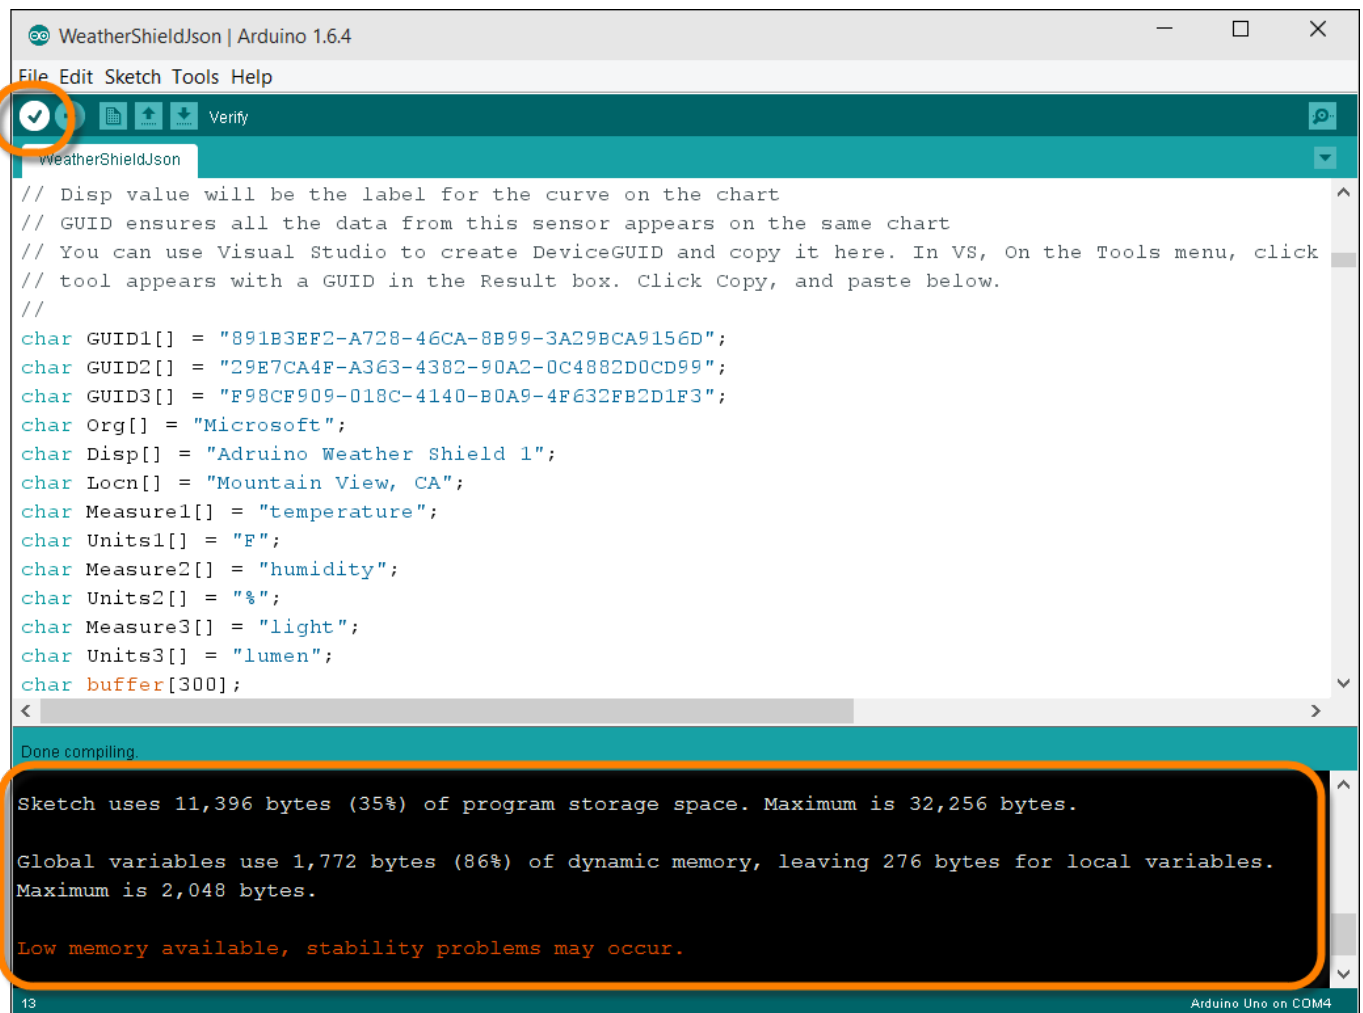 WeatherShieldJson | Arduino 1.6.4
File Edit Sketch Tools Help
Verify
WeatherShieldJson
// Disp value will be the label for the curve on the chart
// GUID ensures all the data from this sensor appears on the same chart
// You can use Visual Studio to create DeviceGUID and copy it here. In VS, On the Tools menu, click
// tool appears with a GUID in the Result box. Click Copy, and paste below.
//
char GUID1[] = "891B3EF2-A728-46CA-8B99-3A29BCA9156D";
char GUID2[] = "29E7CA4F-A363-4382-90A2-0C4882D0CD99";
char GUID3[] = "F98CF909-018C-4140-B0A9-4F632FB2D1F3";
char Org[] = "Microsoft";
char Disp[] = "Adruino Weather Shield 1";
char Locn[] = "Mountain View, CA";
char Measure1[] = "temperature";
char Units1[] = "F";
char Measure2[] = "humidity";
char Units2[] = "%";
char Measure3[] = "light";
char Units3[] = "lumen";
char buffer[300];
Done compiling.
Sketch uses 11,396 bytes (35%) of program storage space. Maximum is 32,256 bytes.
Global variables use 1,772 bytes (86%) of dynamic memory, leaving 276 bytes for local variables.
Maximum is 2,048 bytes.
Low memory available, stability problems may occur.
13
Arduino Uno on COM4